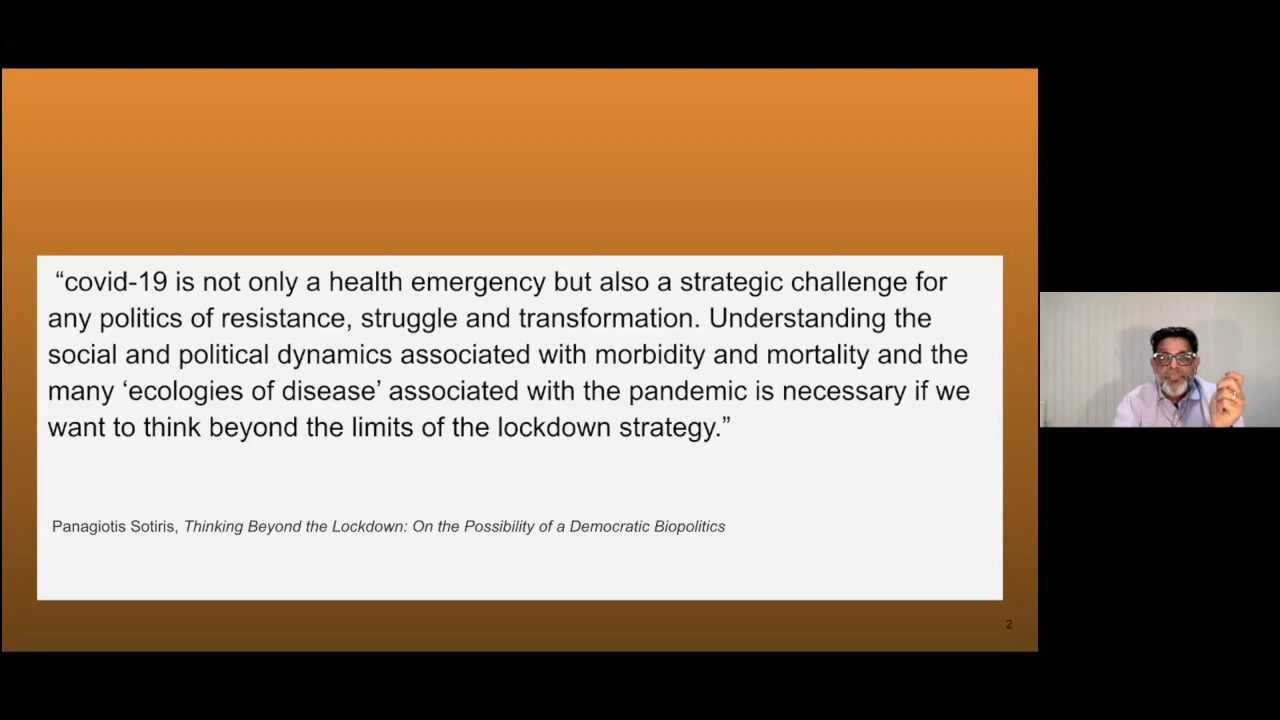 “covid-19 is not only a health emergency but also a strategic challenge for
any politics of resistance, struggle and transformation. Understanding the
social and political dynamics associated with morbidity and mortality and the
many ‘ecologies of disease’ associated with the pandemic is necessary if we
want to think beyond the limits of the lockdown strategy.”
Panagiotis Sotiris, Thinking Beyond the Lockdown: On the Possibility of a Democratic Biopolitics
2